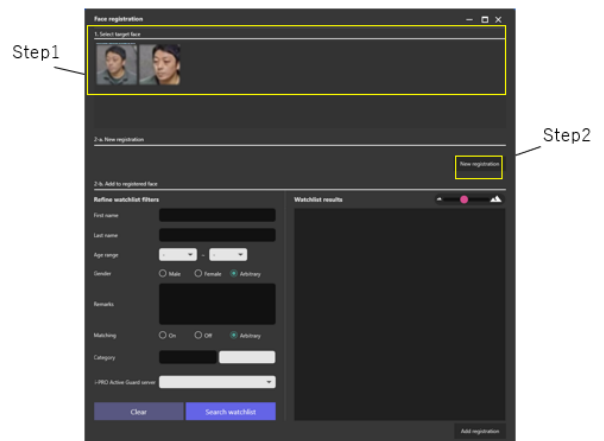 Face registration
1. Select target face
Step1
2-a. New registration
Step2
New registration
2-b. Add to registered face
Refine watchlist filters
Watchlist results
First name
Last name
Age range - ~ -
Gender Male Female Arbitrary
Remarks
Matching On Off Arbitrary
Category
i-PRO Active Guard server
Clear Search watchlist
Add registration